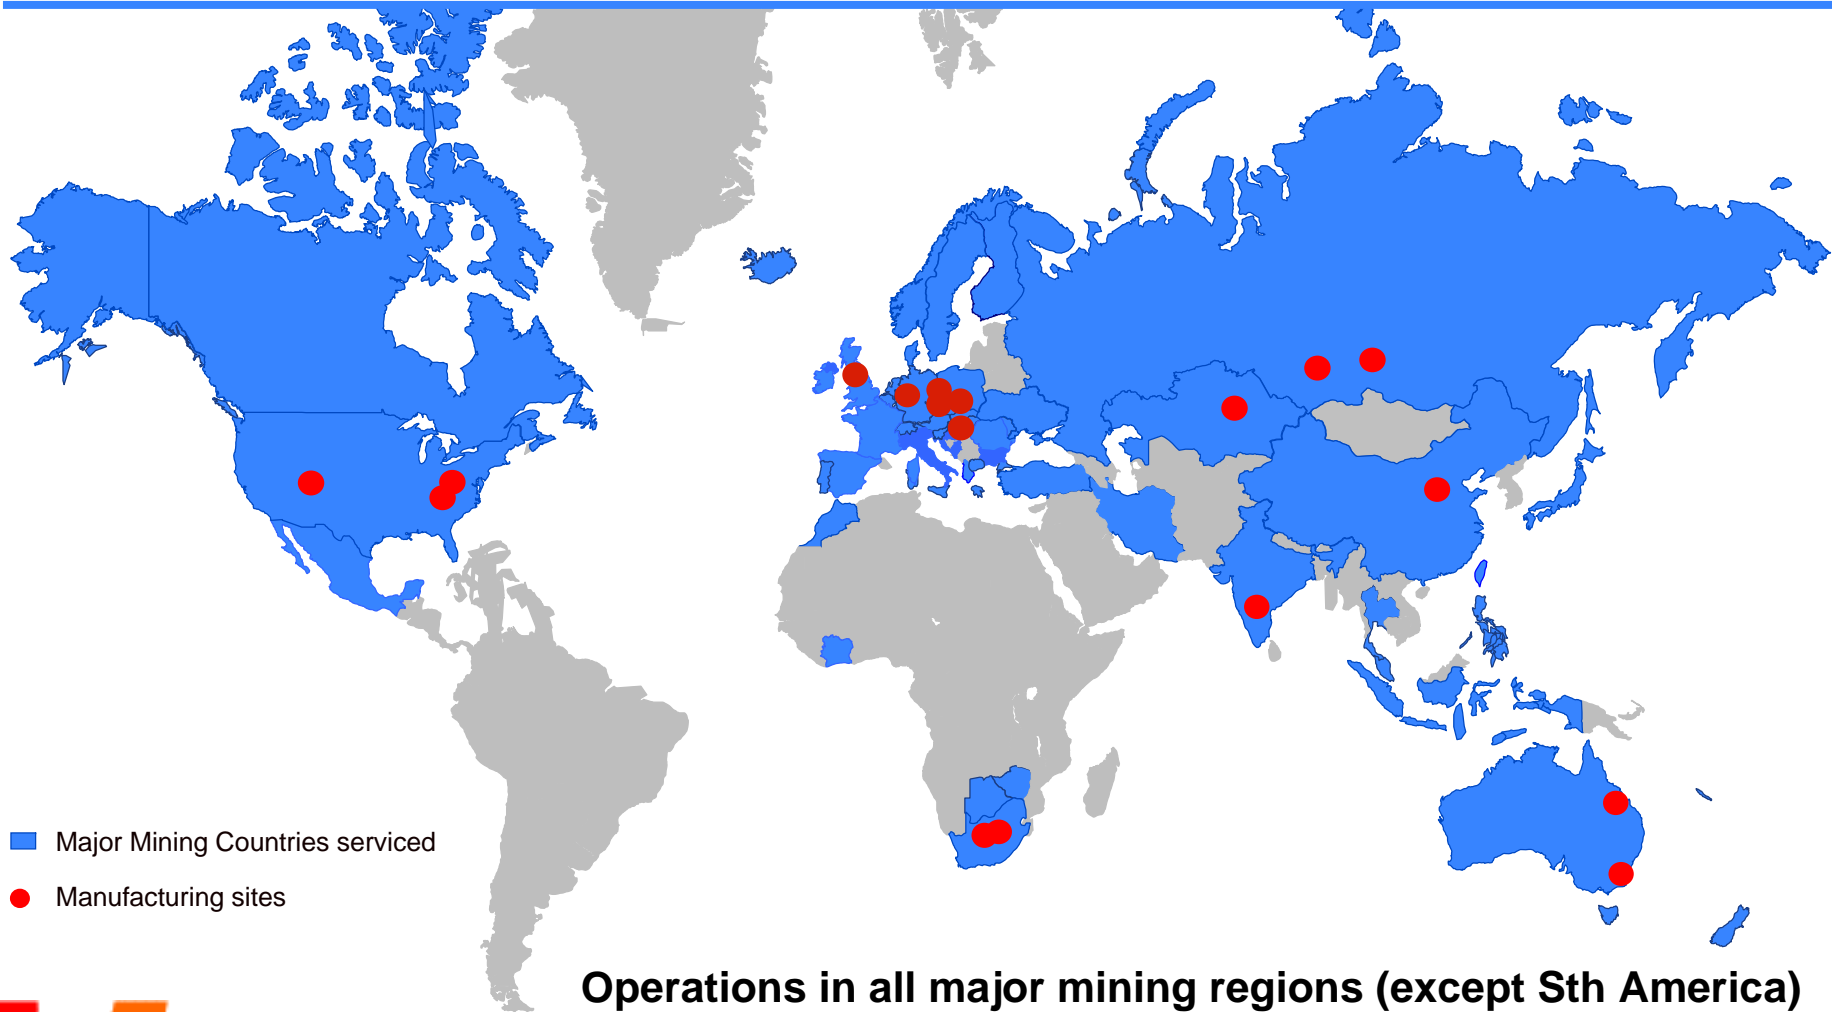 Major Mining Countries serviced
Manufacturing sites
Operations in all major mining regions (except Sth America)